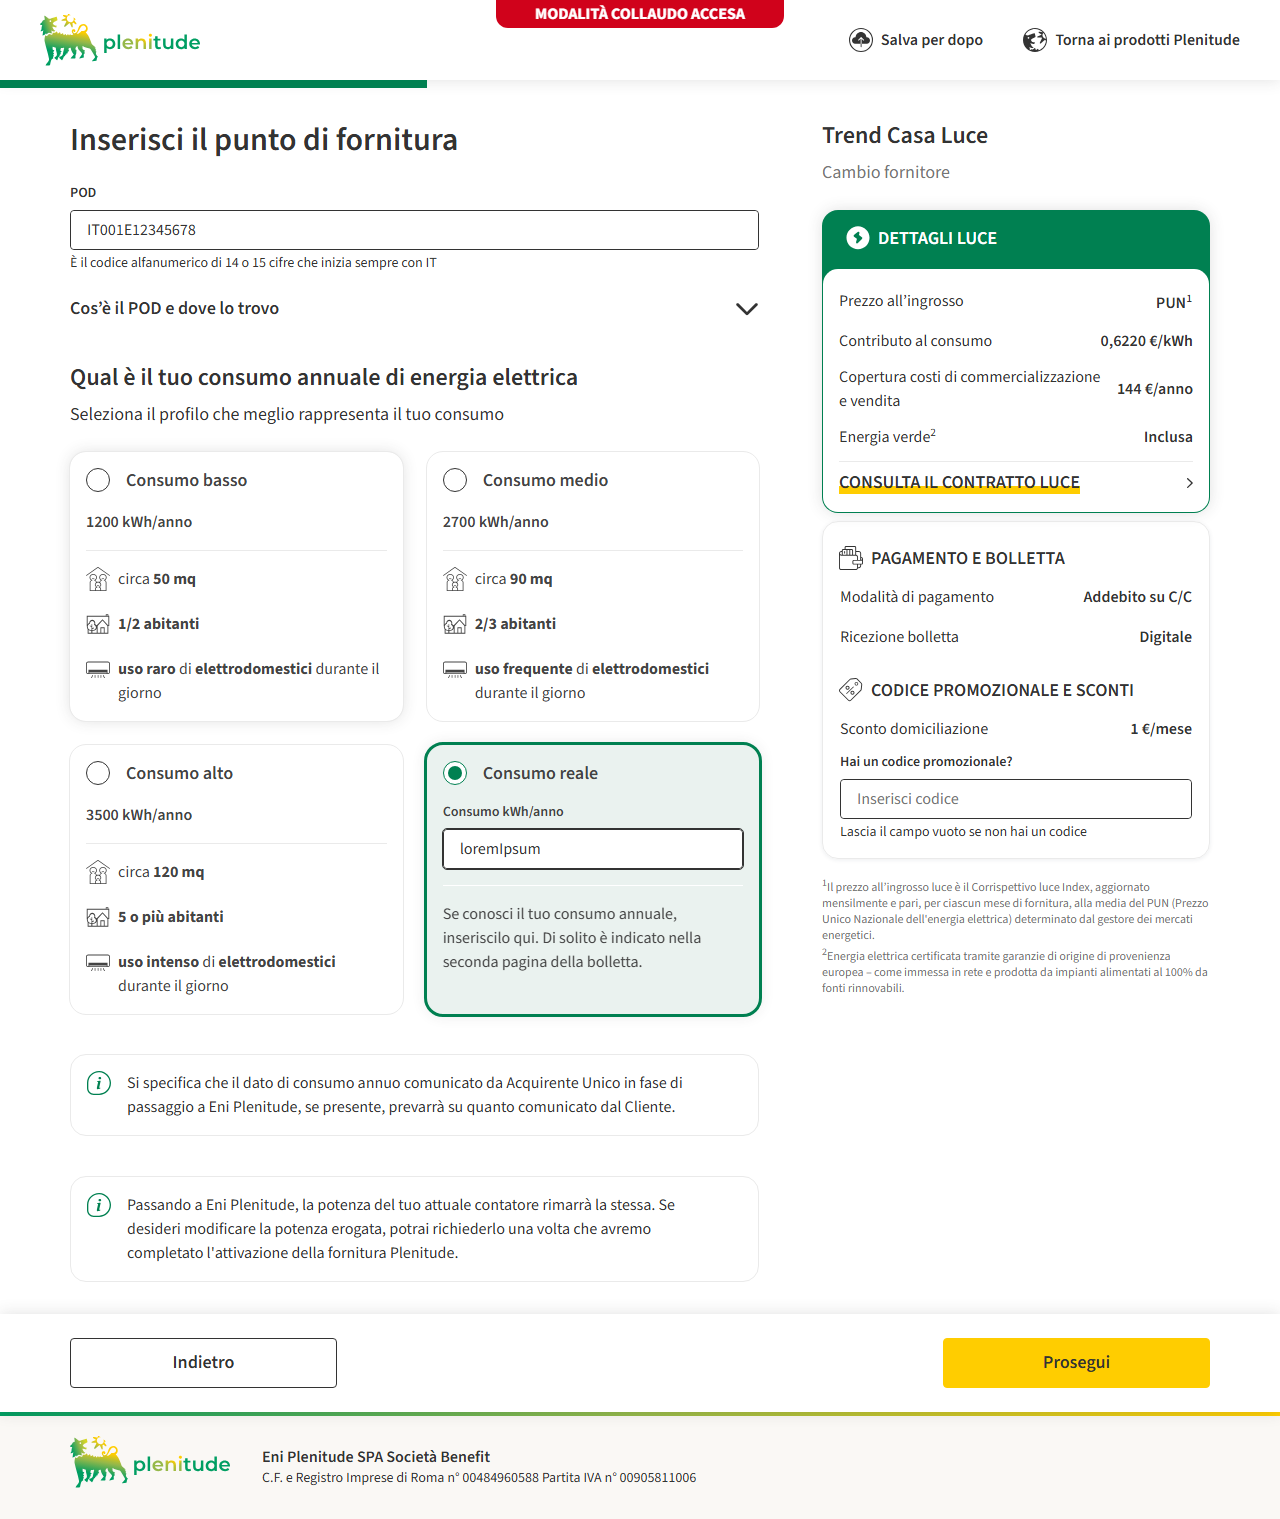 MODALITÀ COLLAUDO ACCESA
plenitude
Salva per dopo
Torna ai prodotti Plenitude
Inserisci il punto di fornitura
POD
IT001E12345678
È il codice alfanumerico di 14 o 15 cifre che inizia sempre con IT
Cos'è il POD e dove lo trovo
Qual è il tuo consumo annuale di energia elettrica
Seleziona il profilo che meglio rappresenta il tuo consumo
Consumo basso
1200 kWh/anno
circa 50 mq
1/2 abitanti
uso raro di elettrodomestici durante il
giorno
Consumo medio
2700 kWh/anno
circa 90 mq
2/3 abitanti
uso frequente di elettrodomestici
durante il giorno
Consumo alto
3500 kWh/anno
circa 120 mq
5 o più abitanti
uso intenso di elettrodomestici
durante il giorno
Consumo reale
Consumo kWh/anno
loremIpsum
Se conosci il tuo consumo annuale,
inseriscilo qui. Di solito è indicato nella
seconda pagina della bolletta.
Si specifica che il dato di consumo annuo comunicato da Acquirente Unico in fase di
passaggio a Eni Plenitude, se presente, prevarrà su quanto comunicato dal Cliente.
Passando a Eni Plenitude, la potenza del tuo attuale contatore rimarrà la stessa. Se
desideri modificare la potenza erogata, potrai richiederlo una volta che avremo
completato l'attivazione della fornitura Plenitude.
Trend Casa Luce
Cambio fornitore
DETTAGLI LUCE
Prezzo all'ingrosso PUN¹
Contributo al consumo 0,6220 €/kWh
Copertura costi di commercializzazione
e vendita 144 €/anno
Energia verde² Inclusa
CONSULTA IL CONTRATTO LUCE
PAGAMENTO E BOLLETTA
Modalità di pagamento Addebito su C/C
Ricezione bolletta Digitale
CODICE PROMOZIONALE E SCONTI
Sconto domiciliazione 1 €/mese
Hai un codice promozionale?
Inserisci codice
Lascia il campo vuoto se non hai un codice
¹Il prezzo all'ingrosso luce è il Corrispettivo luce Index, aggiornato
mensilmente e pari, per ciascun mese di fornitura, alla media del PUN (Prezzo
Unico Nazionale dell'energia elettrica) determinato dal gestore dei mercati
energetici.
²Energia elettrica certificata tramite garanzie di origine di provenienza
europea – come immessa in rete e prodotta da impianti alimentati al 100% da
fonti rinnovabili.
Indietro
Prosegui
plenitude
Eni Plenitude SPA Società Benefit
C.F. e Registro Imprese di Roma n° 00484960588 Partita IVA n° 00905811006